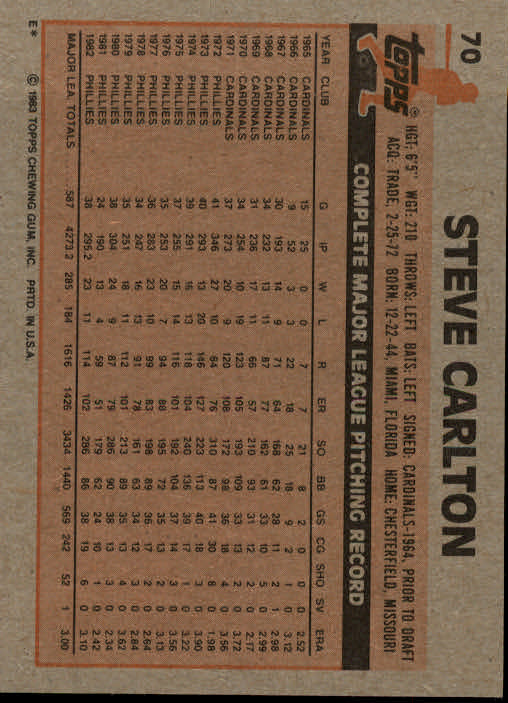 70
STEVE CARLTON
topps®
HGT: 6'5" WGT: 210 THROWS: LEFT BATS: LEFT SIGNED: CARDINALS-1964, PRIOR TO DRAFT
ACQ: TRADE, 2-25-72 BORN: 12-22-44, MIAMI, FLORIDA HOME: CHESTERFIELD, MISSOURI
COMPLETE MAJOR LEAGUE PITCHING RECORD
YEAR CLUB G IP W L R ER SO BB GS CG SHO SV ERA
1965 CARDINALS 15 25 0 0 7 7 21 8 2 0 0 0 2.52
1966 CARDINALS 9 52 3 3 22 18 25 18 9 2 1 0 3.12
1967 CARDINALS 30 193 14 9 71 64 168 62 28 11 2 1 2.98
1968 CARDINALS 34 232 13 11 87 77 162 61 33 10 5 0 2.99
1969 CARDINALS 31 236 17 11 66 57 210 93 31 12 2 0 2.17
1970 CARDINALS 34 254 10 19 123 105 193 109 33 13 2 0 3.72
1971 CARDINALS 37 273 20 9 120 108 172 98 36 18 4 0 3.56
1972 PHILLIES 41 346 27 10 84 76 310 87 41 30 8 0 1.98
1973 PHILLIES 40 293 13 20 146 127 223 113 40 18 3 0 3.90
1974 PHILLIES 39 291 16 13 118 104 240 136 39 17 1 0 3.22
1975 PHILLIES 37 255 15 14 116 101 192 104 37 14 3 0 3.56
1976 PHILLIES 35 253 20 7 94 88 195 72 35 13 2 0 3.13
1977 PHILLIES 36 283 23 10 99 83 198 89 36 17 2 0 2.64
1978 PHILLIES 34 247 16 13 91 78 161 63 34 12 3 0 2.84
1979 PHILLIES 35 251 18 11 112 101 213 89 35 13 4 0 3.62
1980 PHILLIES 38 304 24 9 87 79 286 90 38 13 3 0 2.34
1981 PHILLIES 24 190 13 4 59 51 179 62 24 10 1 0 2.42
1982 PHILLIES 38 295.2 23 11 114 102 286 86 38 19 6 0 3.10
MAJOR LEA. TOTALS 587 4273.2 285 184 1616 1426 3434 1440 569 242 52 1 3.00
E* © 1983 TOPPS CHEWING GUM, INC. PRTD. IN U.S.A.